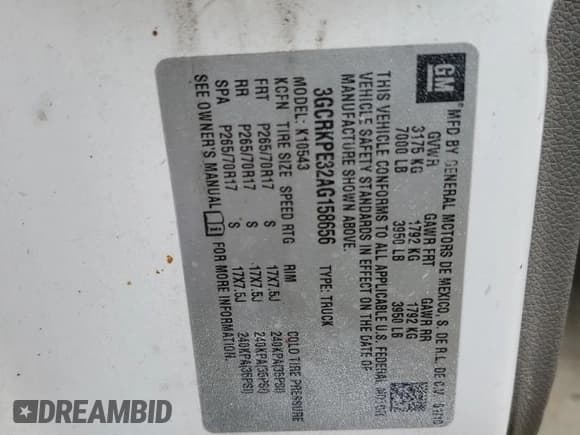 GM
MFD BY GENERAL MOTORS DE MEXICO, S. DE R.L. DE C.V.
GVWR GAWR FRT GAWR RR
3175 KG 1792 KG 1792 KG
7000 LB 3950 LB 3950 LB
THIS VEHICLE CONFORMS TO ALL APPLICABLE U.S. FEDERAL MOTOR
VEHICLE SAFETY STANDARDS IN EFFECT ON THE DATE OF
MANUFACTURE SHOWN ABOVE.
3GCRKPE32AG158656 TYPE: TRUCK
MODEL: K10543
KCFN TIRE SIZE SPEED RTG RIM COLD TIRE PRESSURE
FRT P265/70R17 S 17X7.5J 240KPA(35PSI)
RR P265/70R17 S 17X7.5J 240KPA(35PSI)
SPA P265/70R17 S 17X7.5J 240KPA(35PSI)
SEE OWNER'S MANUAL FOR MORE INFORMATION.
DREAMBID